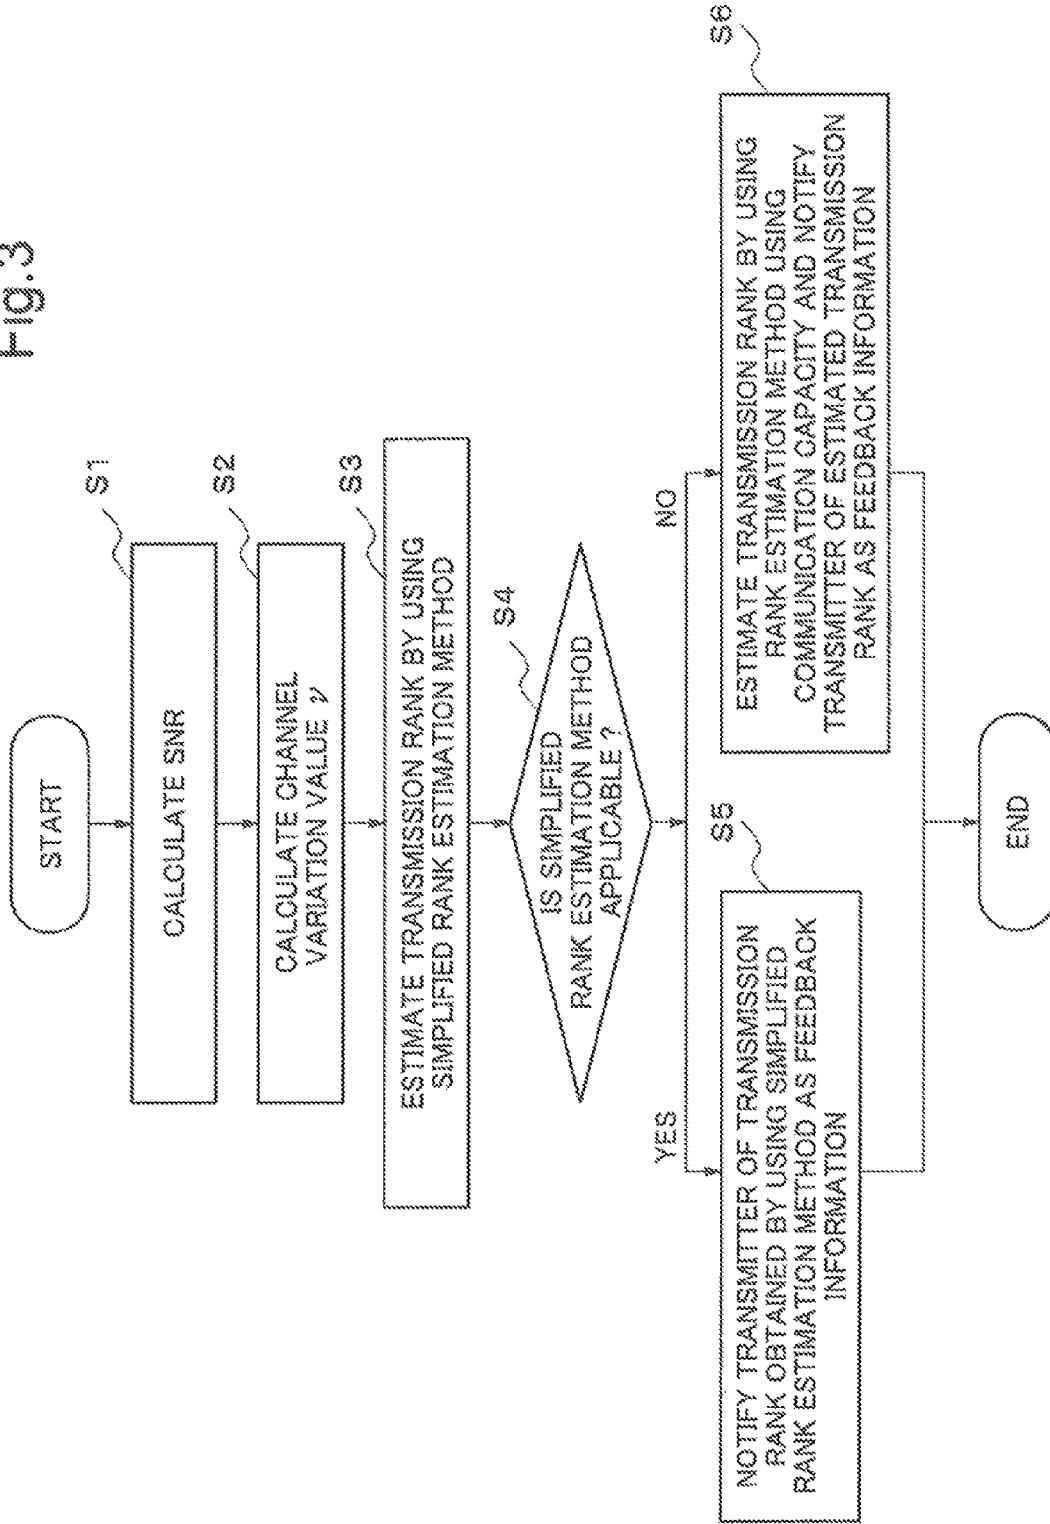 Fig.3
START
S1
CALCULATE SNR
S2
CALCULATE CHANNEL
VARIATION VALUE ν
S3
ESTIMATE TRANSMISSION RANK BY USING
SIMPLIFIED RANK ESTIMATION METHOD
S4
IS SIMPLIFIED
RANK ESTIMATION METHOD
APPLICABLE ?
YES
NO
S5
NOTIFY TRANSMITTER OF TRANSMISSION
RANK OBTAINED BY USING SIMPLIFIED
RANK ESTIMATION METHOD AS FEEDBACK
INFORMATION
S6
ESTIMATE TRANSMISSION RANK BY USING
RANK ESTIMATION METHOD USING
COMMUNICATION CAPACITY AND NOTIFY
TRANSMITTER OF ESTIMATED TRANSMISSION
RANK AS FEEDBACK INFORMATION
END